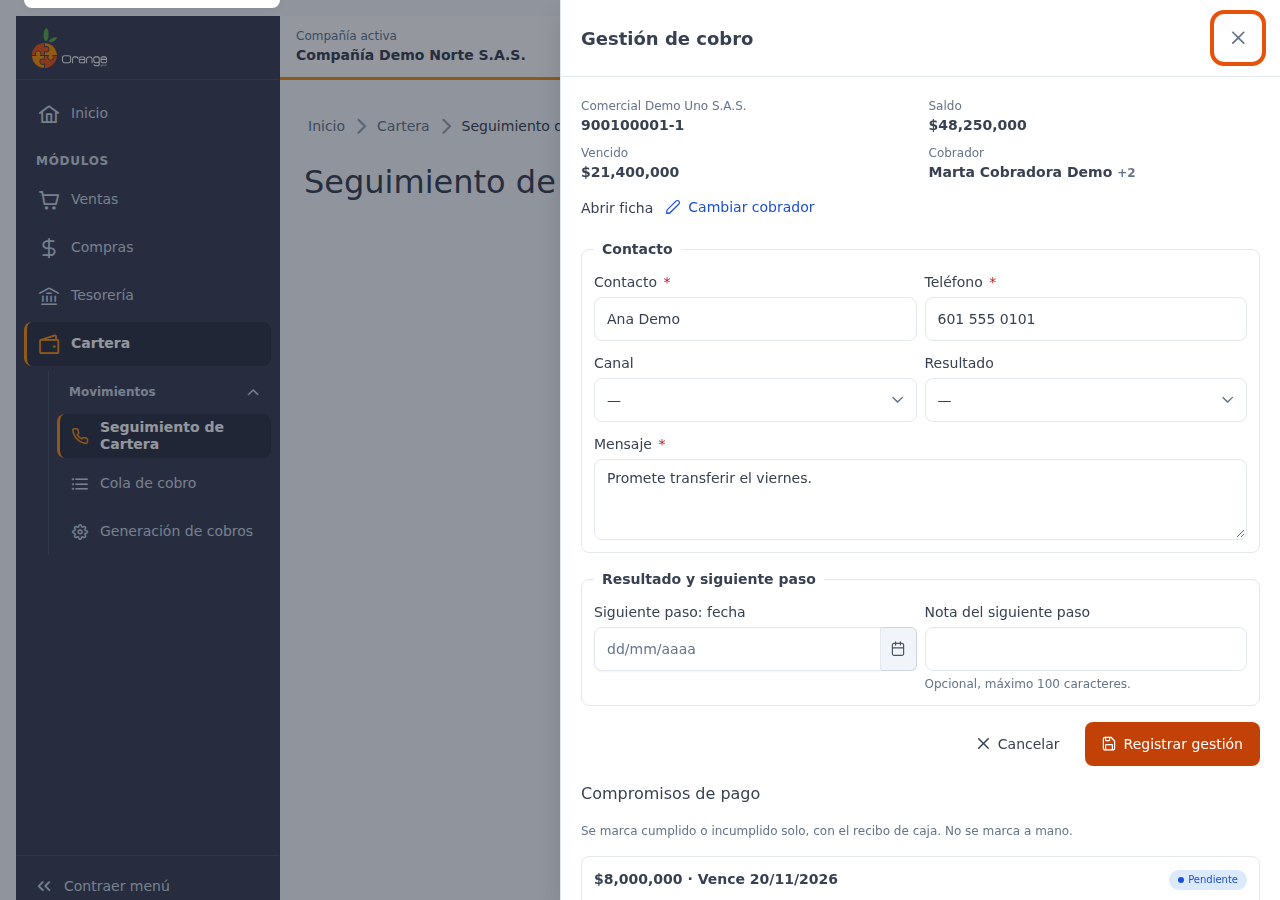 Orange
Inicio
MÓDULOS
Ventas
Compras
Tesorería
Cartera
Movimientos
Seguimiento de
Cartera
Cola de cobro
Generación de cobros
Contraer menú
Compañía activa
Compañía Demo Norte S.A.S.
Inicio > Cartera > Seguimiento
Seguimiento de
Gestión de cobro
Comercial Demo Uno S.A.S.
900100001-1
Saldo
$48,250,000
Vencido
$21,400,000
Cobrador
Marta Cobradora Demo +2
Abrir ficha Cambiar cobrador
Contacto
Contacto *
Ana Demo
Teléfono *
601 555 0101
Canal
—
Resultado
—
Mensaje *
Promete transferir el viernes.
Resultado y siguiente paso
Siguiente paso: fecha
dd/mm/aaaa
Nota del siguiente paso
Opcional, máximo 100 caracteres.
Cancelar
Registrar gestión
Compromisos de pago
Se marca cumplido o incumplido solo, con el recibo de caja. No se marca a mano.
$8,000,000 · Vence 20/11/2026
Pendiente